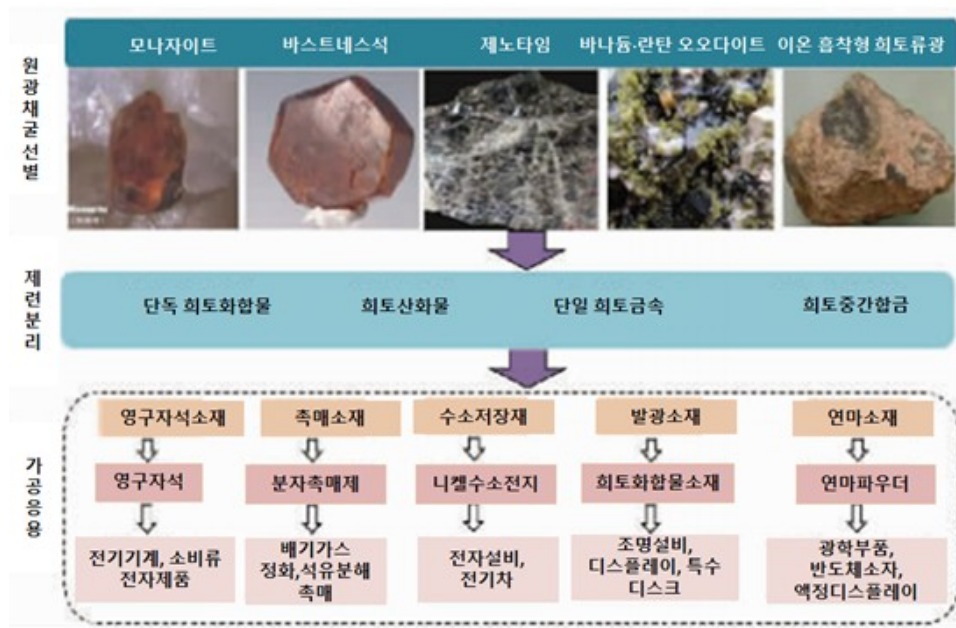 원광채굴선별
모나자이트
바스트네스석
제노타임
바나듐·란탄 오오다이트
이온 흡착형 희토류광
제련분리
단독 희토화합물
희토산화물
단일 희토금속
희토중간합금
가공응용
영구자석소재
촉매소재
수소저장재
발광소재
연마소재
영구자석
분자촉매제
니켈수소전지
희토화합물소재
연마파우더
전기기계, 소비류
전자제품
배기가스
정화,석유분해
촉매
전자설비,
전기차
조명설비,
디스플레이, 특수
디스크
광학부품,
반도체소자,
액정디스플레이